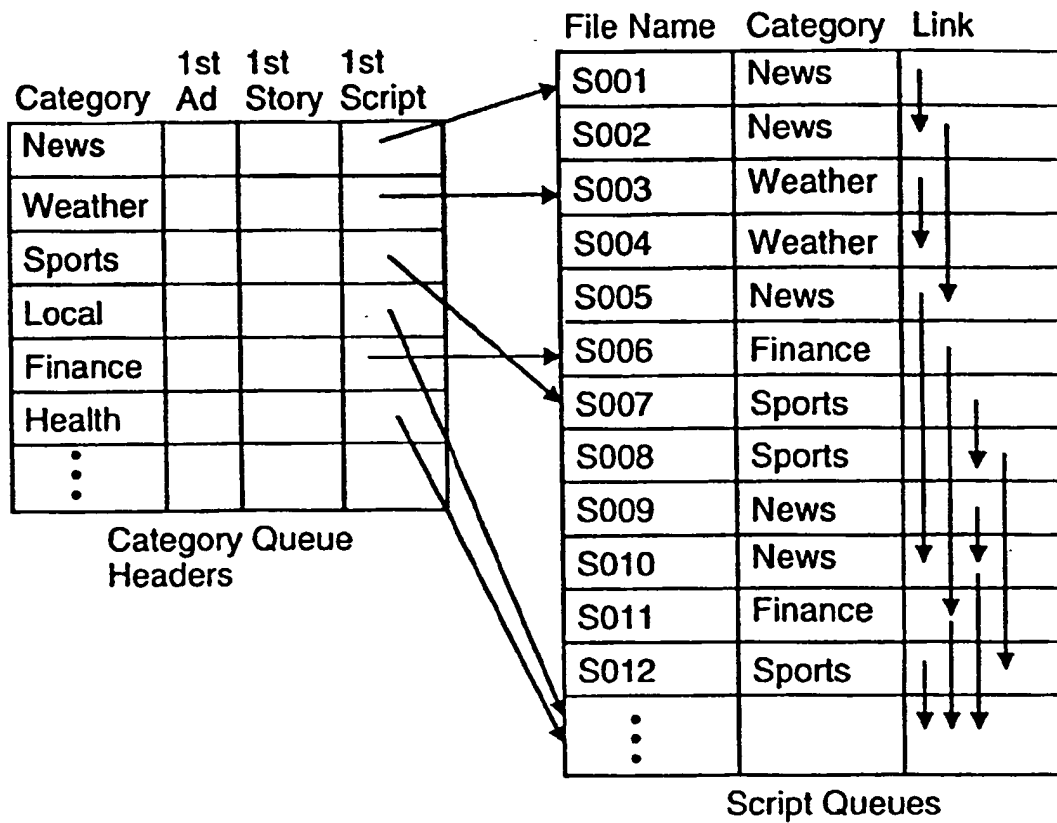 Category 1st Ad 1st Story 1st Script
News
Weather
Sports
Local
Finance
Health
Category Queue
Headers
File Name Category Link
S001 News
S002 News
S003 Weather
S004 Weather
S005 News
S006 Finance
S007 Sports
S008 Sports
S009 News
S010 News
S011 Finance
S012 Sports
Script Queues